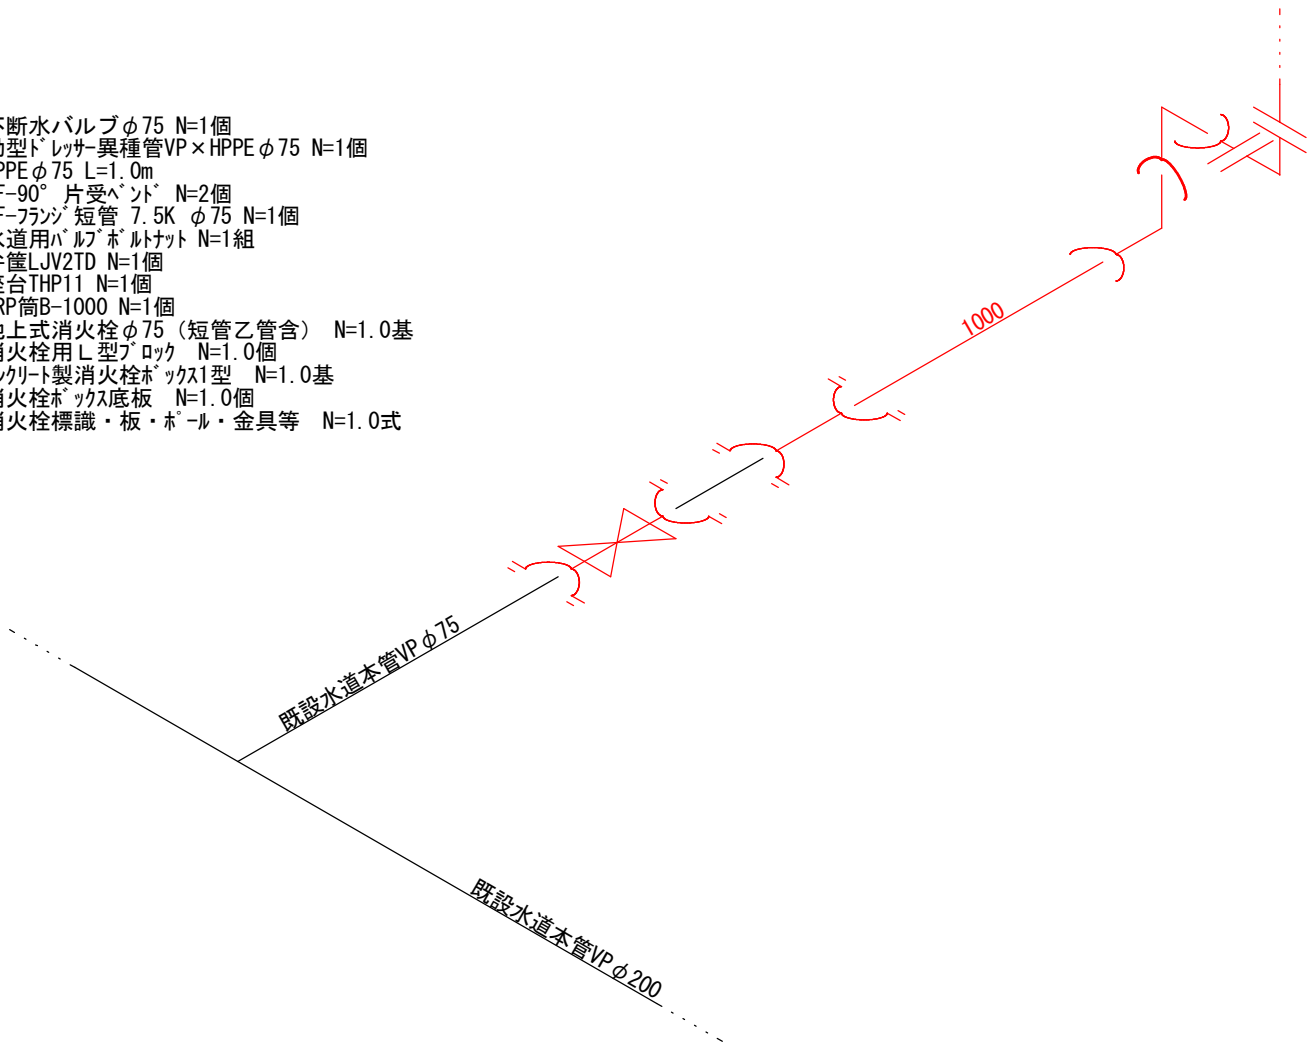 断水バルブφ75 N=1個
型ﾄﾞﾚｯｻｰ異種管VP×HPPEφ75 N=1個
PPEφ75 L=1.0m
F-90° 片受ﾍﾞﾝﾄﾞ N=2個
F-ﾌﾗﾝｼﾞ短管 7.5K φ75 N=1個
道用ﾊﾞﾙﾌﾞﾎﾞﾙﾄﾅｯﾄ N=1組
筐LJV2TD N=1個
台THP11 N=1個
RP筒B-1000 N=1個
上式消火栓φ75（短管乙管含） N=1.0基
火栓用Ｌ型ﾌﾞﾛｯｸ N=1.0個
ﾝｸﾘｰﾄ製消火栓ﾎﾞｯｸｽ1型 N=1.0基
火栓ﾎﾞｯｸｽ底板 N=1.0個
火栓標識・板・ﾎﾟｰﾙ・金具等 N=1.0式
1000
既設水道本管VPφ75
既設水道本管VPφ200